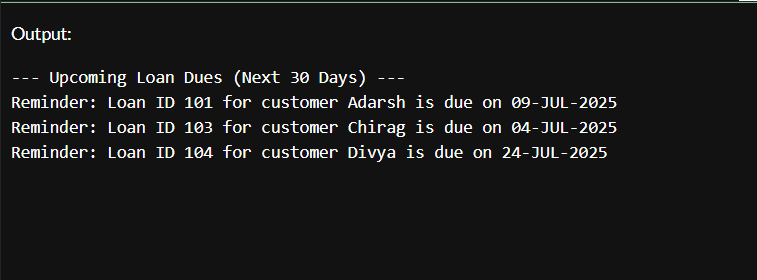 Output:
--- Upcoming Loan Dues (Next 30 Days) ---
Reminder: Loan ID 101 for customer Adarsh is due on 09-JUL-2025
Reminder: Loan ID 103 for customer Chirag is due on 04-JUL-2025
Reminder: Loan ID 104 for customer Divya is due on 24-JUL-2025